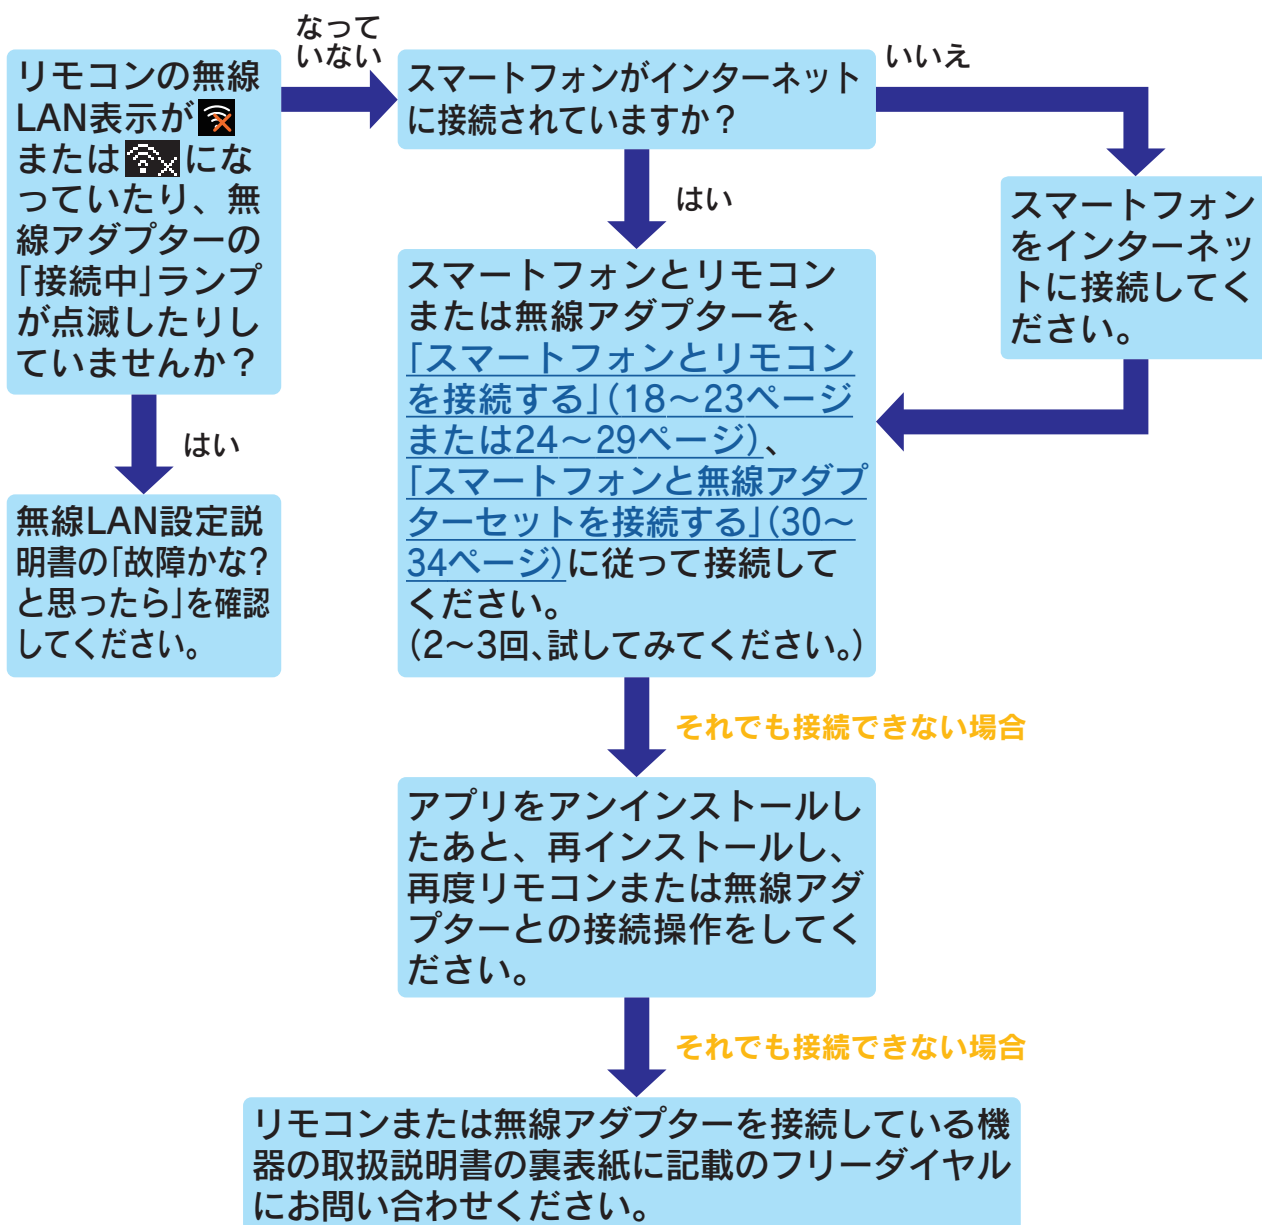 リモコンの無線
LAN表示が
または になっ
っていたり、無
線アダプターの
「接続中」ランプ
が点滅したりし
ていませんか？
なって
いない
スマートフォンがインターネット
に接続されていますか？
いいえ
スマートフォン
をインターネッ
トに接続してく
ださい。
はい
スマートフォンとリモコン
または無線アダプターを、
「スマートフォンとリモコン
を接続する」（18～23ページ
または24～29ページ）、
「スマートフォンと無線アダプ
ターセットを接続する」（30～
34ページ）に従って接続して
ください。
（2～3回、試してみてください。）
はい
無線LAN設定説
明書の「故障かな？
と思ったら」を確認
してください。
それでも接続できない場合
アプリをアンインストールし
たあと、再インストールし、
再度リモコンまたは無線アダ
プターとの接続操作をしてく
ださい。
それでも接続できない場合
リモコンまたは無線アダプターを接続している機
器の取扱説明書の裏表紙に記載のフリーダイヤル
にお問い合わせください。